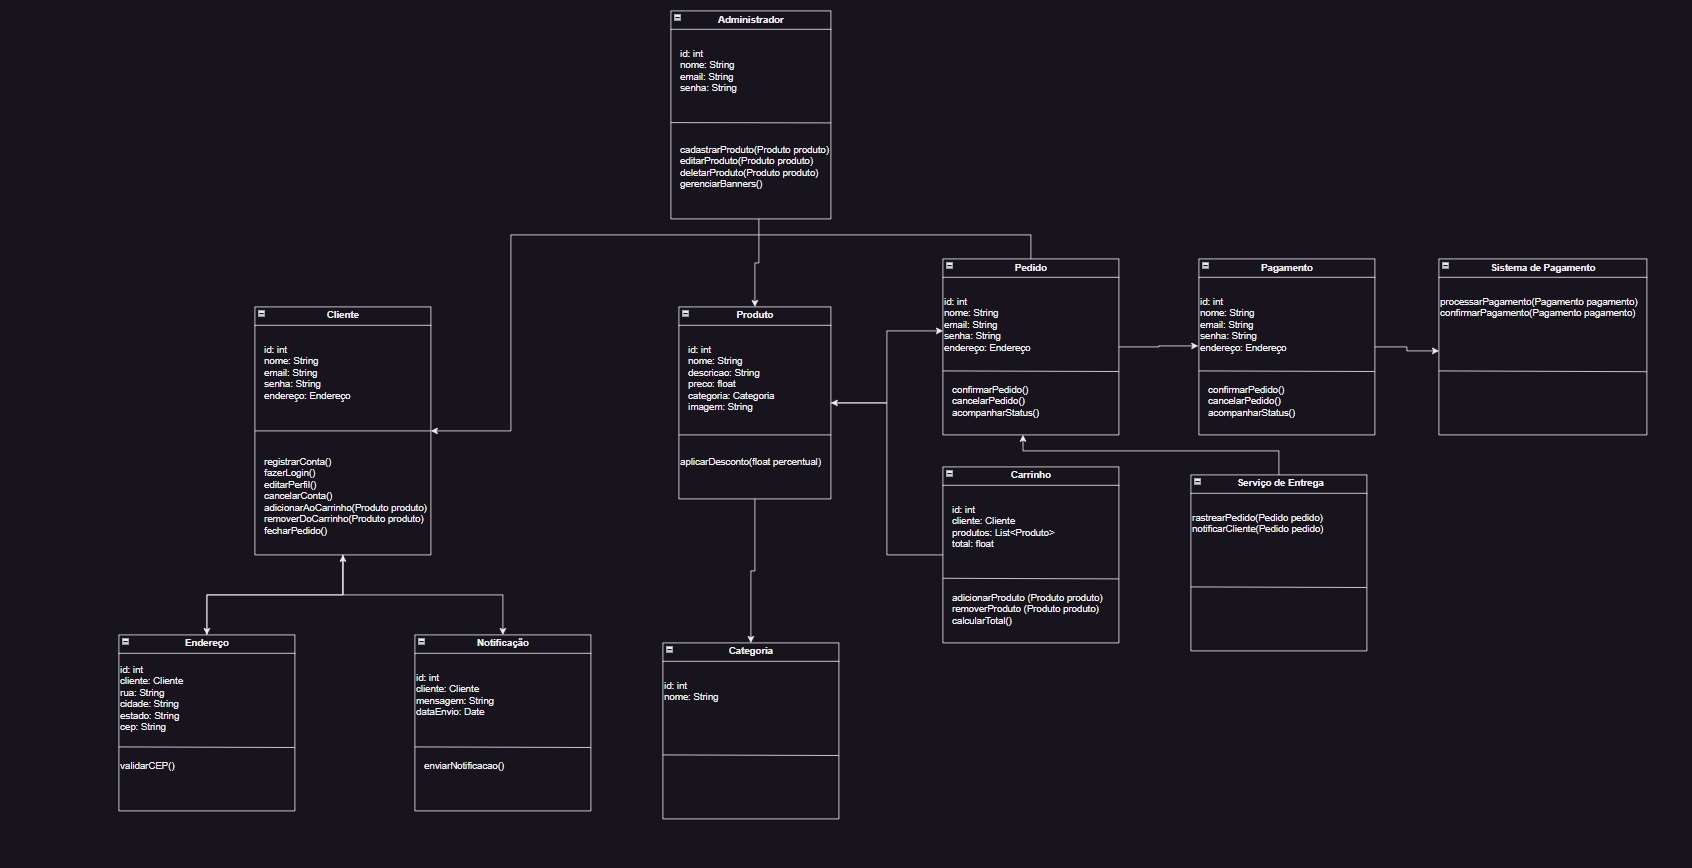 Administrador
id: int
nome: String
email: String
senha: String
cadastrarProduto(Produto produto)
editarProduto(Produto produto)
deletarProduto(Produto produto)
gerenciarBanners()
Cliente
id: int
nome: String
email: String
senha: String
endereço: Endereço
registrarConta()
fazerLogin()
editarPerfil()
cancelarConta()
adicionarAoCarrinho(Produto produto)
removerDoCarrinho(Produto produto)
fecharPedido()
Produto
id: int
nome: String
descricao: String
preco: float
categoria: Categoria
imagem: String
aplicarDesconto(float percentual)
Pedido
id: int
nome: String
email: String
senha: String
endereço: Endereço
confirmarPedido()
cancelarPedido()
acompanharStatus()
Pagamento
id: int
nome: String
email: String
senha: String
endereço: Endereço
confirmarPedido()
cancelarPedido()
acompanharStatus()
Sistema de Pagamento
processarPagamento(Pagamento pagamento)
confirmarPagamento(Pagamento pagamento)
Carrinho
id: int
cliente: Cliente
produtos: List<Produto>
total: float
adicionarProduto (Produto produto)
removerProduto (Produto produto)
calcularTotal()
Serviço de Entrega
rastrearPedido(Pedido pedido)
notificarCliente(Pedido pedido)
Endereço
id: int
cliente: Cliente
rua: String
cidade: String
estado: String
cep: String
validarCEP()
Notificação
id: int
cliente: Cliente
mensagem: String
dataEnvio: Date
enviarNotificacao()
Categoria
id: int
nome: String